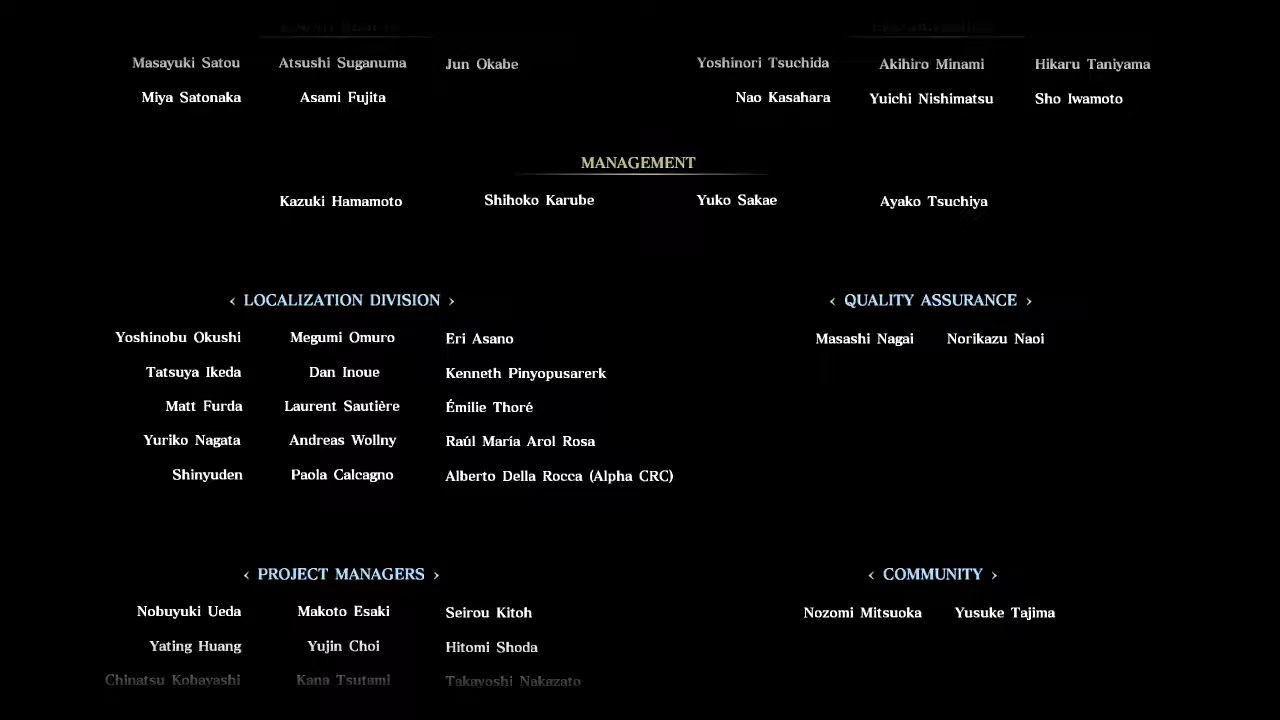 Masayuki Satou Atsushi Suganuma Jun Okabe Yoshinori Tsuchida Akihiro Minami Hikaru Taniyama
Miya Satonaka Asami Fujita Nao Kasahara Yuichi Nishimatsu Sho Iwamoto
MANAGEMENT
Kazuki Hamamoto Shihoko Karube Yuko Sakae Ayako Tsuchiya
‹ LOCALIZATION DIVISION › ‹ QUALITY ASSURANCE ›
Yoshinobu Okushi Megumi Omuro Eri Asano Masashi Nagai Norikazu Naoi
Tatsuya Ikeda Dan Inoue Kenneth Pinyopusarerk
Matt Furda Laurent Sautière Émilie Thoré
Yuriko Nagata Andreas Wollny Raúl María Arol Rosa
Shinyuden Paola Calcagno Alberto Della Rocca (Alpha CRC)
‹ PROJECT MANAGERS › ‹ COMMUNITY ›
Nobuyuki Ueda Makoto Esaki Seirou Kitoh Nozomi Mitsuoka Yusuke Tajima
Yating Huang Yujin Choi Hitomi Shoda
Chinatsu Kobayashi Kana Tsutami Takayoshi Nakazato